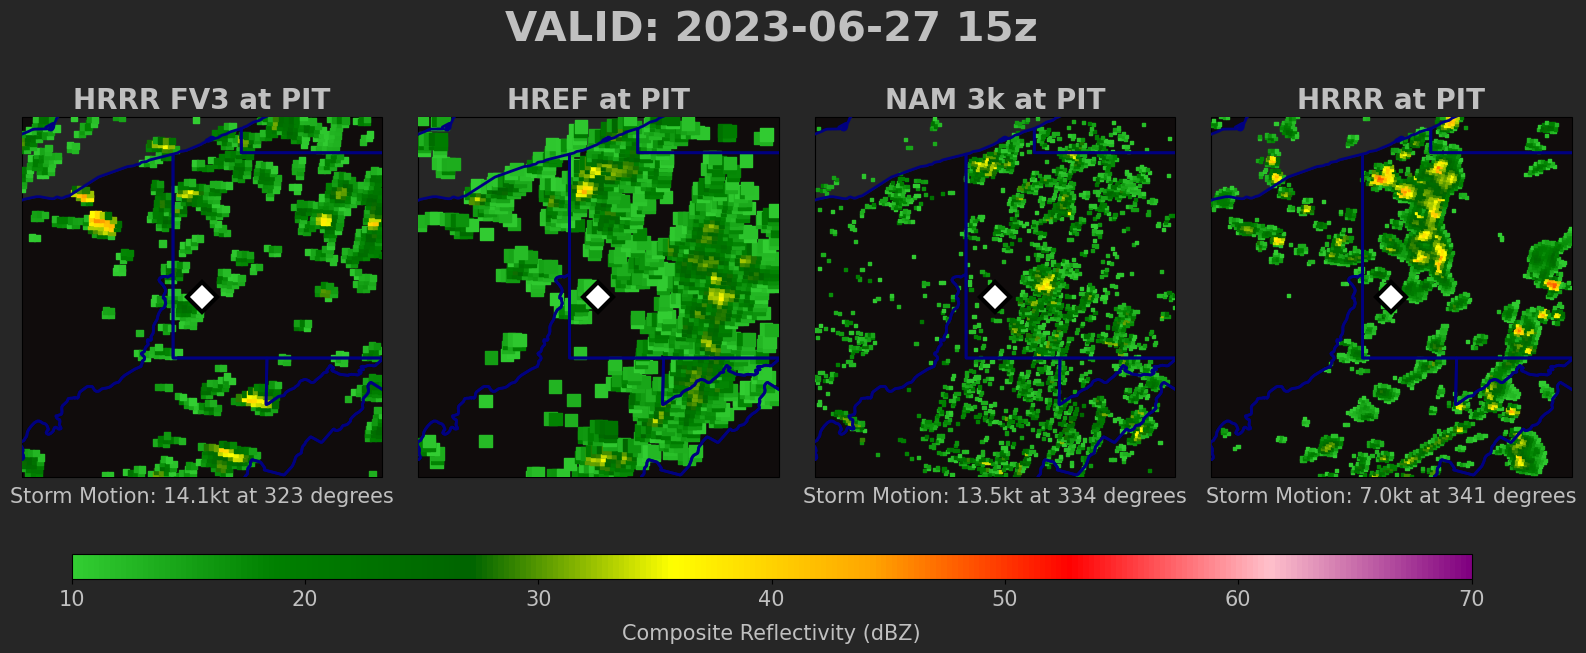 VALID: 2023-06-27 15z
HRRR FV3 at PIT
HREF at PIT
NAM 3k at PIT
HRRR at PIT
Storm Motion: 14.1kt at 323 degrees
Storm Motion: 13.5kt at 334 degrees
Storm Motion: 7.0kt at 341 degrees
10 20 30 40 50 60 70
Composite Reflectivity (dBZ)